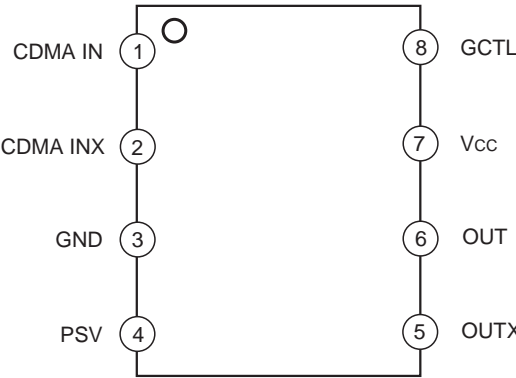 CDMA IN 1 8 GCTL
CDMA INX 2 7 Vcc
GND 3 6 OUT
PSV 4 5 OUTX